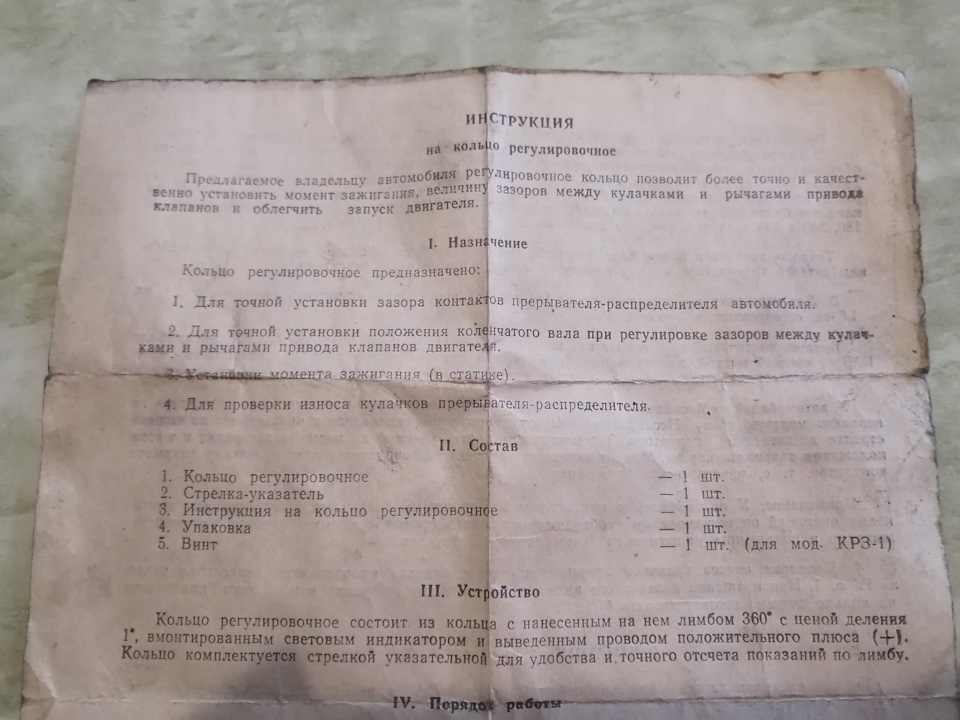 ИНСТРУКЦИЯ
на кольцо регулировочное
Предлагаемое владельцу автомобиля регулировочное кольцо позволит более точно и качест-
венно установить момент зажигания, величину зазоров между кулачками и рычагами привода
клапанов и облегчить запуск двигателя.
I. Назначение
Кольцо регулировочное предназначено:
1. Для точной установки зазора контактов прерывателя-распределителя автомобиля.
2. Для точной установки положения коленчатого вала при регулировке зазоров между кулач-
ками и рычагами привода клапанов двигателя.
3. Установки момента зажигания (в статике).
4. Для проверки износа кулачков прерывателя-распределителя.
II. Состав
1. Кольцо регулировочное — 1 шт.
2. Стрелка-указатель — 1 шт.
3. Инструкция на кольцо регулировочное — 1 шт.
4. Упаковка — 1 шт.
5. Винт — 1 шт. (для мод. КРЗ-1)
III. Устройство
Кольцо регулировочное состоит из кольца с нанесенным на нем лимбом 360° с ценой деления
1°, вмонтированным световым индикатором и выведенным проводом положительного плюса (+).
Кольцо комплектуется стрелкой указательной для удобства и точного отсчета показаний по лимбу.
IV. Порядок работы